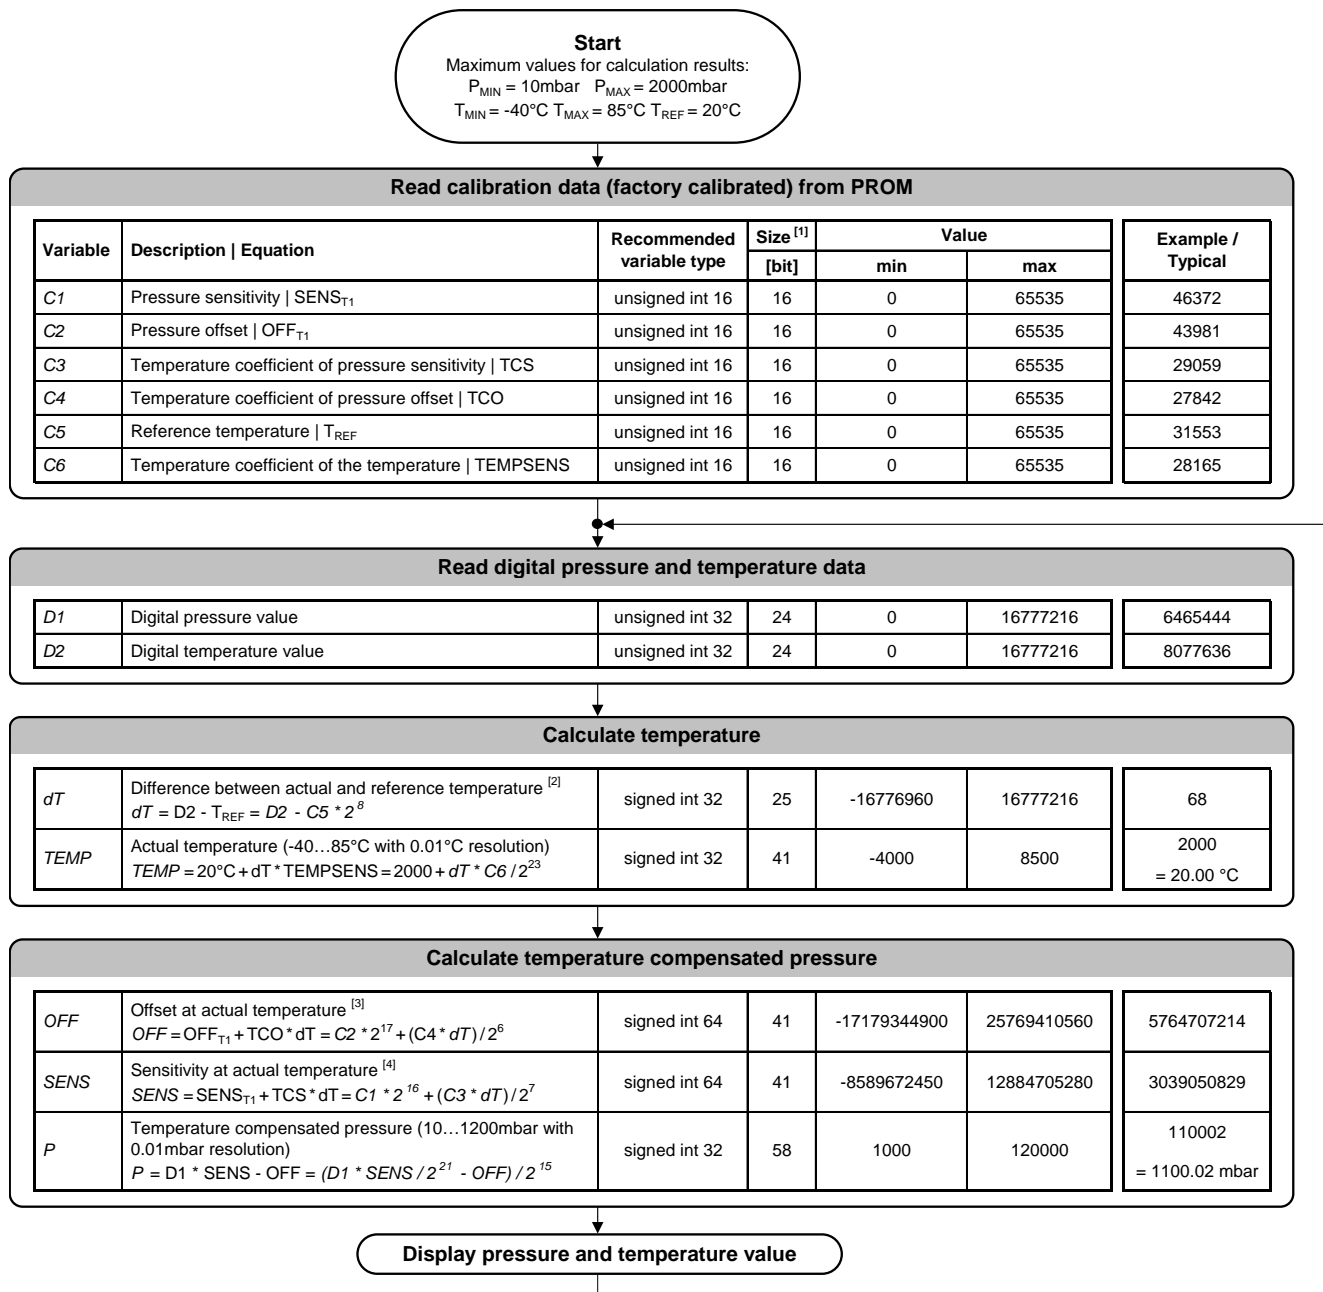 Start
Maximum values for calculation results:
PMIN = 10mbar PMAX = 2000mbar
TMIN = -40°C TMAX = 85°C TREF = 20°C
Read calibration data (factory calibrated) from PROM
Variable | Description | Equation | Recommended variable type | Size [1] [bit] | Value min | max | Example / Typical
C1 | Pressure sensitivity | SENST1 | unsigned int 16 | 16 | 0 | 65535 | 46372
C2 | Pressure offset | OFFT1 | unsigned int 16 | 16 | 0 | 65535 | 43981
C3 | Temperature coefficient of pressure sensitivity | TCS | unsigned int 16 | 16 | 0 | 65535 | 29059
C4 | Temperature coefficient of pressure offset | TCO | unsigned int 16 | 16 | 0 | 65535 | 27842
C5 | Reference temperature | TREF | unsigned int 16 | 16 | 0 | 65535 | 31553
C6 | Temperature coefficient of the temperature | TEMPSENS | unsigned int 16 | 16 | 0 | 65535 | 28165
Read digital pressure and temperature data
D1 | Digital pressure value | unsigned int 32 | 24 | 0 | 16777216 | 6465444
D2 | Digital temperature value | unsigned int 32 | 24 | 0 | 16777216 | 8077636
Calculate temperature
Difference between actual and reference temperature [2]
dT | dT = D2 - TREF = D2 - C5 * 2^8 | signed int 32 | 25 | -16776960 | 16777216 | 68
Actual temperature (-40…85°C with 0.01°C resolution)
TEMP | TEMP = 20°C + dT * TEMPSENS = 2000 + dT * C6 / 2^23 | signed int 32 | 41 | -4000 | 8500 | 2000
= 20.00 °C
Calculate temperature compensated pressure
Offset at actual temperature [3]
OFF | OFF = OFFT1 + TCO * dT = C2 * 2^17 + (C4 * dT) / 2^6 | signed int 64 | 41 | -17179344900 | 25769410560 | 5764707214
Sensitivity at actual temperature [4]
SENS | SENS = SENST1 + TCS * dT = C1 * 2^16 + (C3 * dT) / 2^7 | signed int 64 | 41 | -8589672450 | 12884705280 | 3039050829
Temperature compensated pressure (10…1200mbar with
0.01mbar resolution)
P | P = D1 * SENS - OFF = (D1 * SENS / 2^21 - OFF) / 2^15 | signed int 32 | 58 | 1000 | 120000 | 110002
= 1100.02 mbar
Display pressure and temperature value